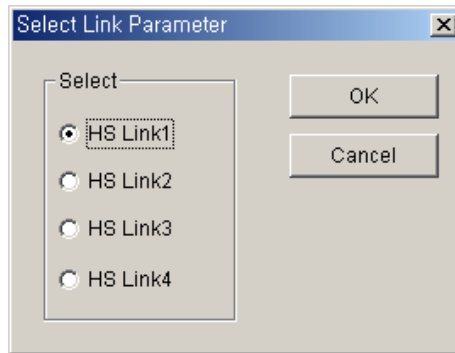 Select Link Parameter
Select
HS Link1
HS Link2
HS Link3
HS Link4
OK
Cancel